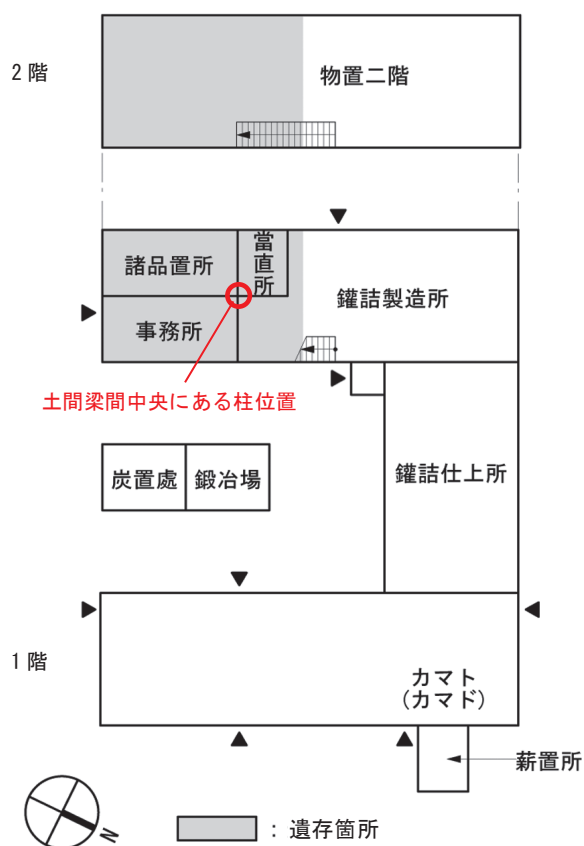 2階
物置二階
諸品置所
當直所
鑵詰製造所
事務所
土間梁間中央にある柱位置
炭置處
鍛冶場
鑵詰仕上所
1階
カマト
(カマド)
薪置所
N
：遺存箇所